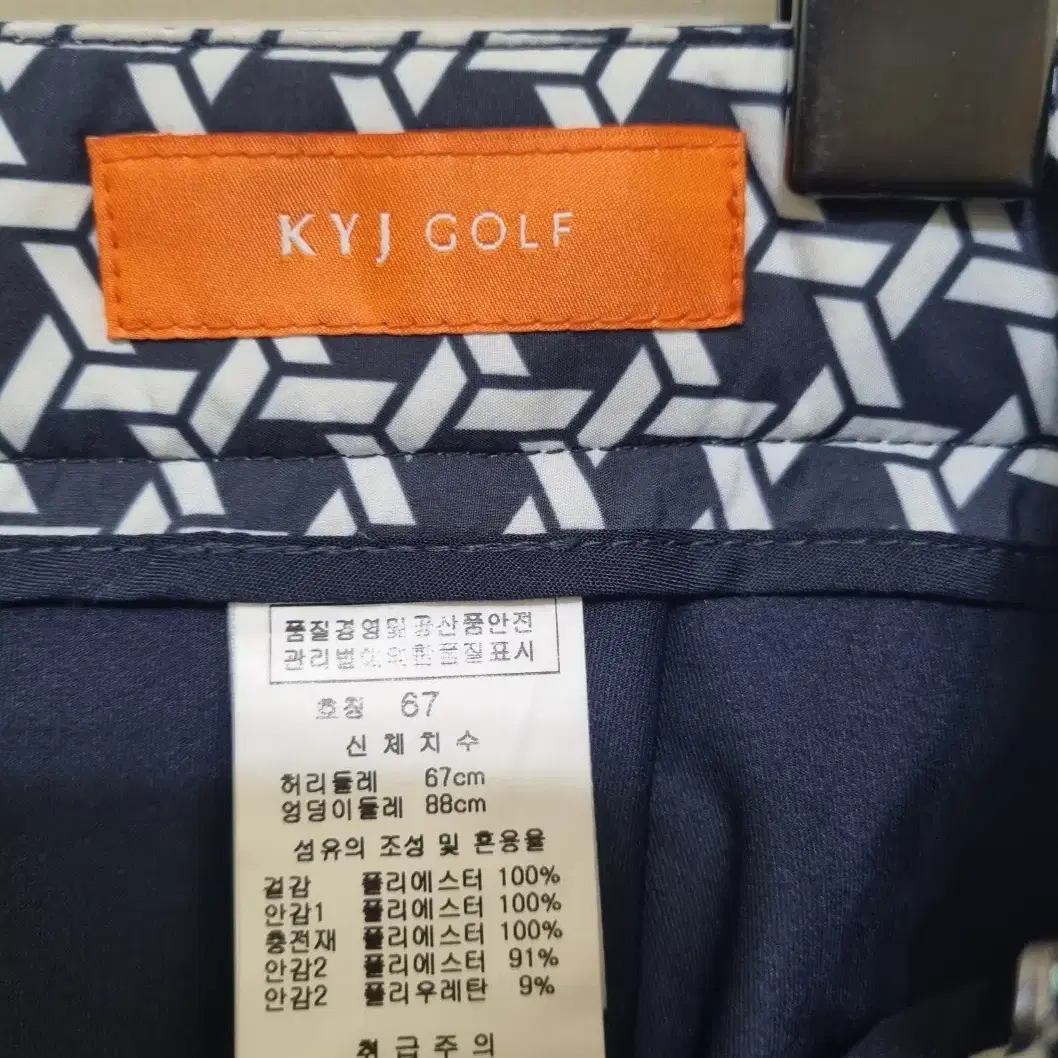 KYJ GOLF
품질경영및공산품안전
관리법에의한품질표시
호칭 67
신체치수
허리둘레 67cm
엉덩이둘레 88cm
섬유의 조성 및 혼용율
겉감 폴리에스터 100%
안감1 폴리에스터 100%
충전재 폴리에스터 100%
안감2 폴리에스터 91%
안감2 폴리우레탄 9%
취급주의